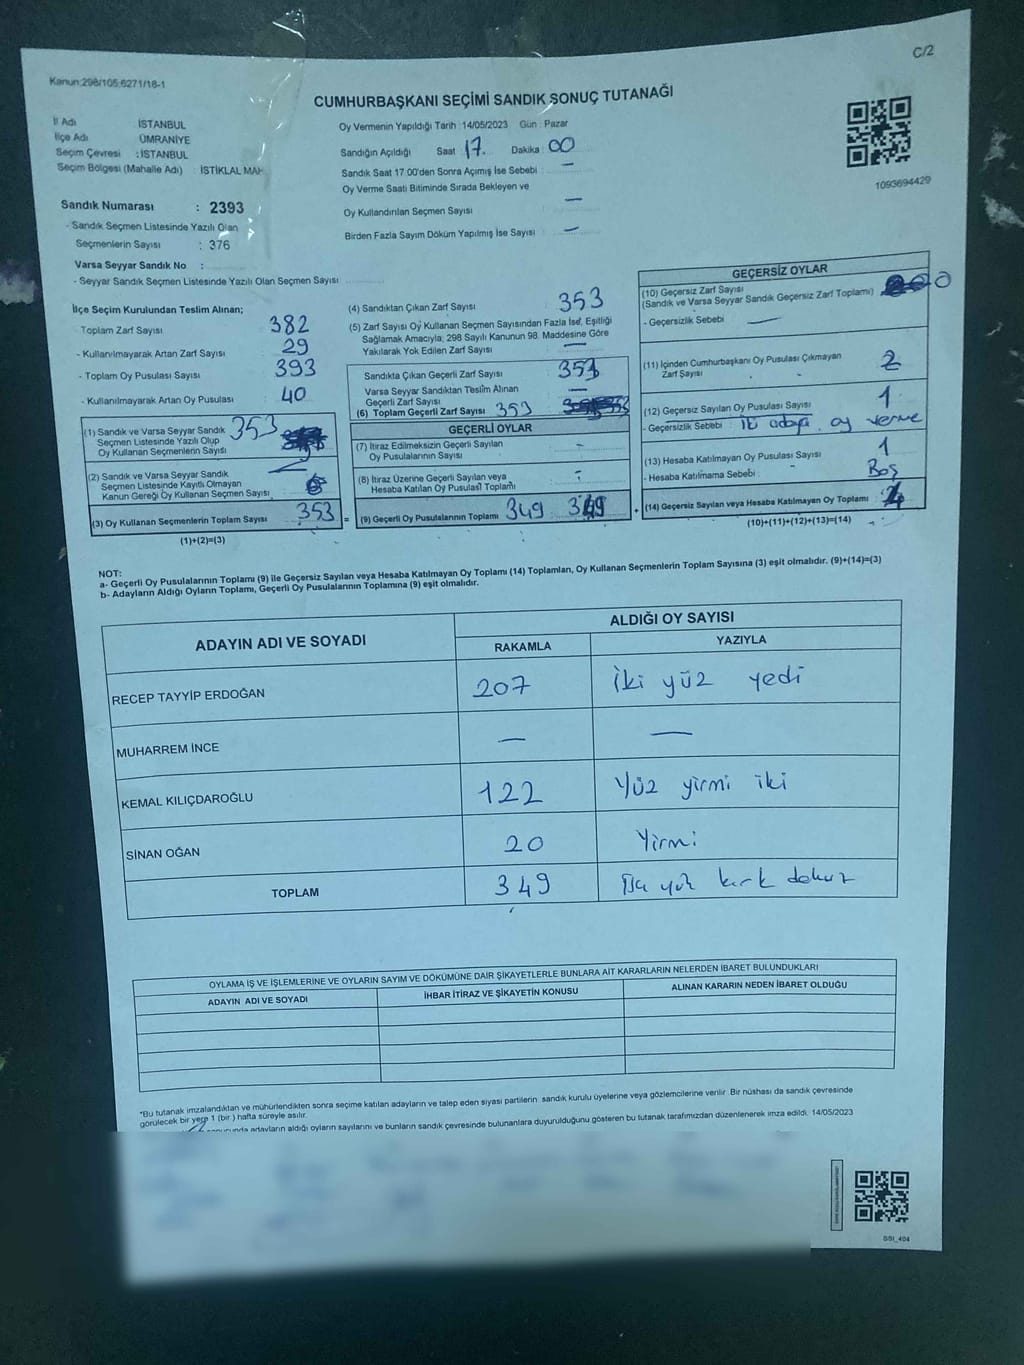 C/2
Kanun:298/105,6271/18-1
CUMHURBAŞKANI SEÇİMİ SANDIK SONUÇ TUTANAĞI
İl Adı İSTANBUL
İlçe Adı ÜMRANİYE
Seçim Çevresi : İSTANBUL
Seçim Bölgesi (Mahalle Adı) : İSTİKLAL MAH
Oy Vermenin Yapıldığı Tarih : 14/05/2023 Gün : Pazar
Sandığın Açıldığı Saat 17. Dakika : 00
Sandık Saat 17:00'den Sonra Açımış İse Sebebi : —
Oy Verme Saati Bitiminde Sırada Bekleyen ve
Oy Kullandırılan Seçmen Sayısı —
Birden Fazla Sayım Döküm Yapılmış İse Sayısı : —
1093694429
Sandık Numarası : 2393
- Sandık Seçmen Listesinde Yazılı Olan
Seçmenlerin Sayısı : 376
Varsa Seyyar Sandık No :
- Seyyar Sandık Seçmen Listesinde Yazılı Olan Seçmen Sayısı
İlçe Seçim Kurulundan Teslim Alınan;
- Toplam Zarf Sayısı 382
- Kullanılmayarak Artan Zarf Sayısı 29
- Toplam Oy Pusulası Sayısı 393
- Kullanılmayarak Artan Oy Pusulası 40
(1) Sandık ve Varsa Seyyar Sandık
Seçmen Listesinde Yazılı Olup
Oy Kullanan Seçmenlerin Sayısı 353
(2) Sandık ve Varsa Seyyar Sandık
Seçmen Listesinde Kayıtlı Olmayan
Kanun Gereği Oy Kullanan Seçmen Sayısı
(3) Oy Kullanan Seçmenlerin Toplam Sayısı 353 =
(1)+(2)=(3)
(4) Sandıktan Çıkan Zarf Sayısı 353
(5) Zarf Sayısı Oy Kullanan Seçmen Sayısından Fazla İse, Eşitliği
Sağlamak Amacıyla; 298 Sayılı Kanunun 98. Maddesine Göre
Yakılarak Yok Edilen Zarf Sayısı —
Sandıkta Çıkan Geçerli Zarf Sayısı 353
Varsa Seyyar Sandıktan Teslim Alınan
Geçerli Zarf Sayısı —
(6) Toplam Geçerli Zarf Sayısı 353
GEÇERLİ OYLAR
(7) İtiraz Edilmeksizin Geçerli Sayılan
Oy Pusulalarının Sayısı -
(8) İtiraz Üzerine Geçerli Sayılan veya
Hesaba Katılan Oy Pusulası Toplamı -
(9) Geçerli Oy Pusulalarının Toplamı 349 349 +
GEÇERSİZ OYLAR
(10) Geçersiz Zarf Sayısı
(Sandık ve Varsa Seyyar Sandık Geçersiz Zarf Toplamı) 0
- Geçersizlik Sebebi : —
(11) İçinden Cumhurbaşkanı Oy Pusulası Çıkmayan
Zarf Sayısı 2
(12) Geçersiz Sayılan Oy Pusulası Sayısı 1
- Geçersizlik Sebebi : iki adaya oy verme
(13) Hesaba Katılmayan Oy Pusulası Sayısı 1
- Hesaba Katılmama Sebebi : Boş
(14) Geçersiz Sayılan veya Hesaba Katılmayan Oy Toplamı : 4
(10)+(11)+(12)+(13)=(14)
NOT:
a- Geçerli Oy Pusulalarının Toplamı (9) ile Geçersiz Sayılan veya Hesaba Katılmayan Oy Toplamı (14) Toplamları, Oy Kullanan Seçmenlerin Toplam Sayısına (3) eşit olmalıdır. (9)+(14)=(3)
b- Adayların Aldığı Oyların Toplamı, Geçerli Oy Pusulalarının Toplamına (9) eşit olmalıdır.
ADAYIN ADI VE SOYADI ALDIĞI OY SAYISI
RAKAMLA YAZIYLA
RECEP TAYYİP ERDOĞAN 207 İki yüz yedi
MUHARREM İNCE — —
KEMAL KILIÇDAROĞLU 122 Yüz yirmi iki
SİNAN OĞAN 20 Yirmi
TOPLAM 349 yüz kırk dokuz
OYLAMA İŞ VE İŞLEMLERİNE VE OYLARIN SAYIM VE DÖKÜMÜNE DAİR ŞİKAYETLERLE BUNLARA AİT KARARLARIN NELERDEN İBARET BULUNDUKLARI
ADAYIN ADI VE SOYADI İHBAR İTİRAZ VE ŞİKAYETİN KONUSU ALINAN KARARIN NEDEN İBARET OLDUĞU
*Bu tutanak imzalandıktan ve mühürlendikten sonra seçime katılan adayların ve talep eden siyasi partilerin sandık kurulu üyelerine veya gözlemcilerine verilir. Bir nüshası da sandık çevresinde
görülecek bir yere 1 (bir) hafta süreyle asılır.
adayların aldığı oyların sayılarını ve bunların sandık çevresinde bulunanlara duyurulduğunu gösteren bu tutanak tarafımızdan düzenlenerek imza edildi. 14/05/2023
SSI_404